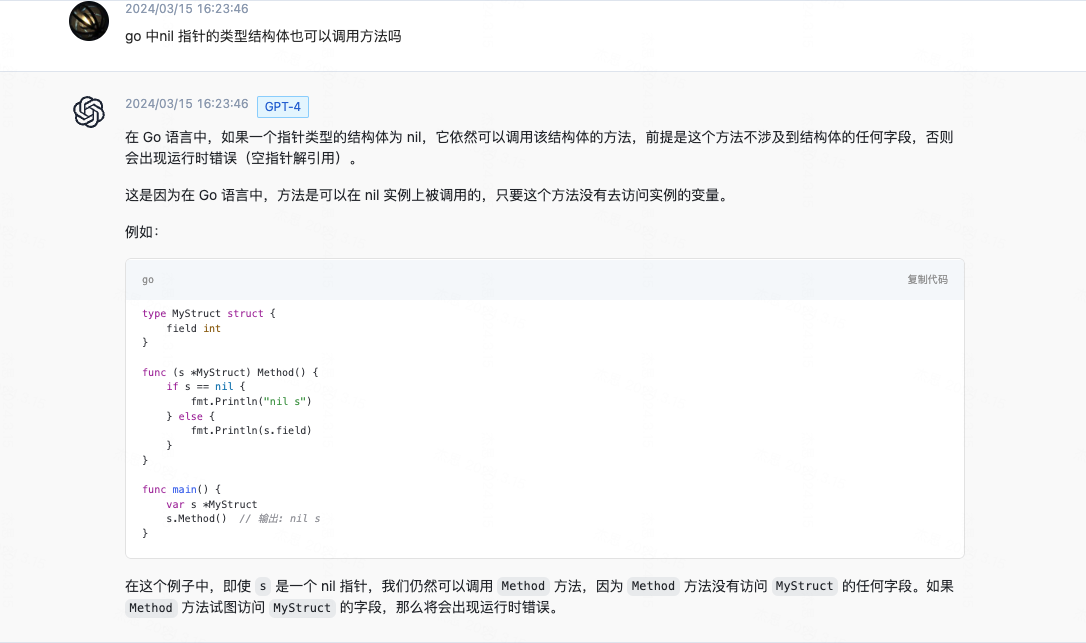 2024/03/15 16:23:46
go 中nil 指针的类型结构体也可以调用方法吗
2024/03/15 16:23:46 GPT-4
在 Go 语言中，如果一个指针类型的结构体为 nil，它依然可以调用该结构体的方法，前提是这个方法不涉及到结构体的任何字段，否则
会出现运行时错误（空指针解引用）。
这是因为在 Go 语言中，方法是可以在 nil 实例上被调用的，只要这个方法没有去访问实例的变量。
例如：
go 复制代码
type MyStruct struct {
    field int
}
func (s *MyStruct) Method() {
    if s == nil {
        fmt.Println("nil s")
    } else {
        fmt.Println(s.field)
    }
}
func main() {
    var s *MyStruct
    s.Method()  // 输出: nil s
}
在这个例子中，即使 s 是一个 nil 指针，我们仍然可以调用 Method 方法，因为 Method 方法没有访问 MyStruct 的任何字段。如果
Method 方法试图访问 MyStruct 的字段，那么将会出现运行时错误。